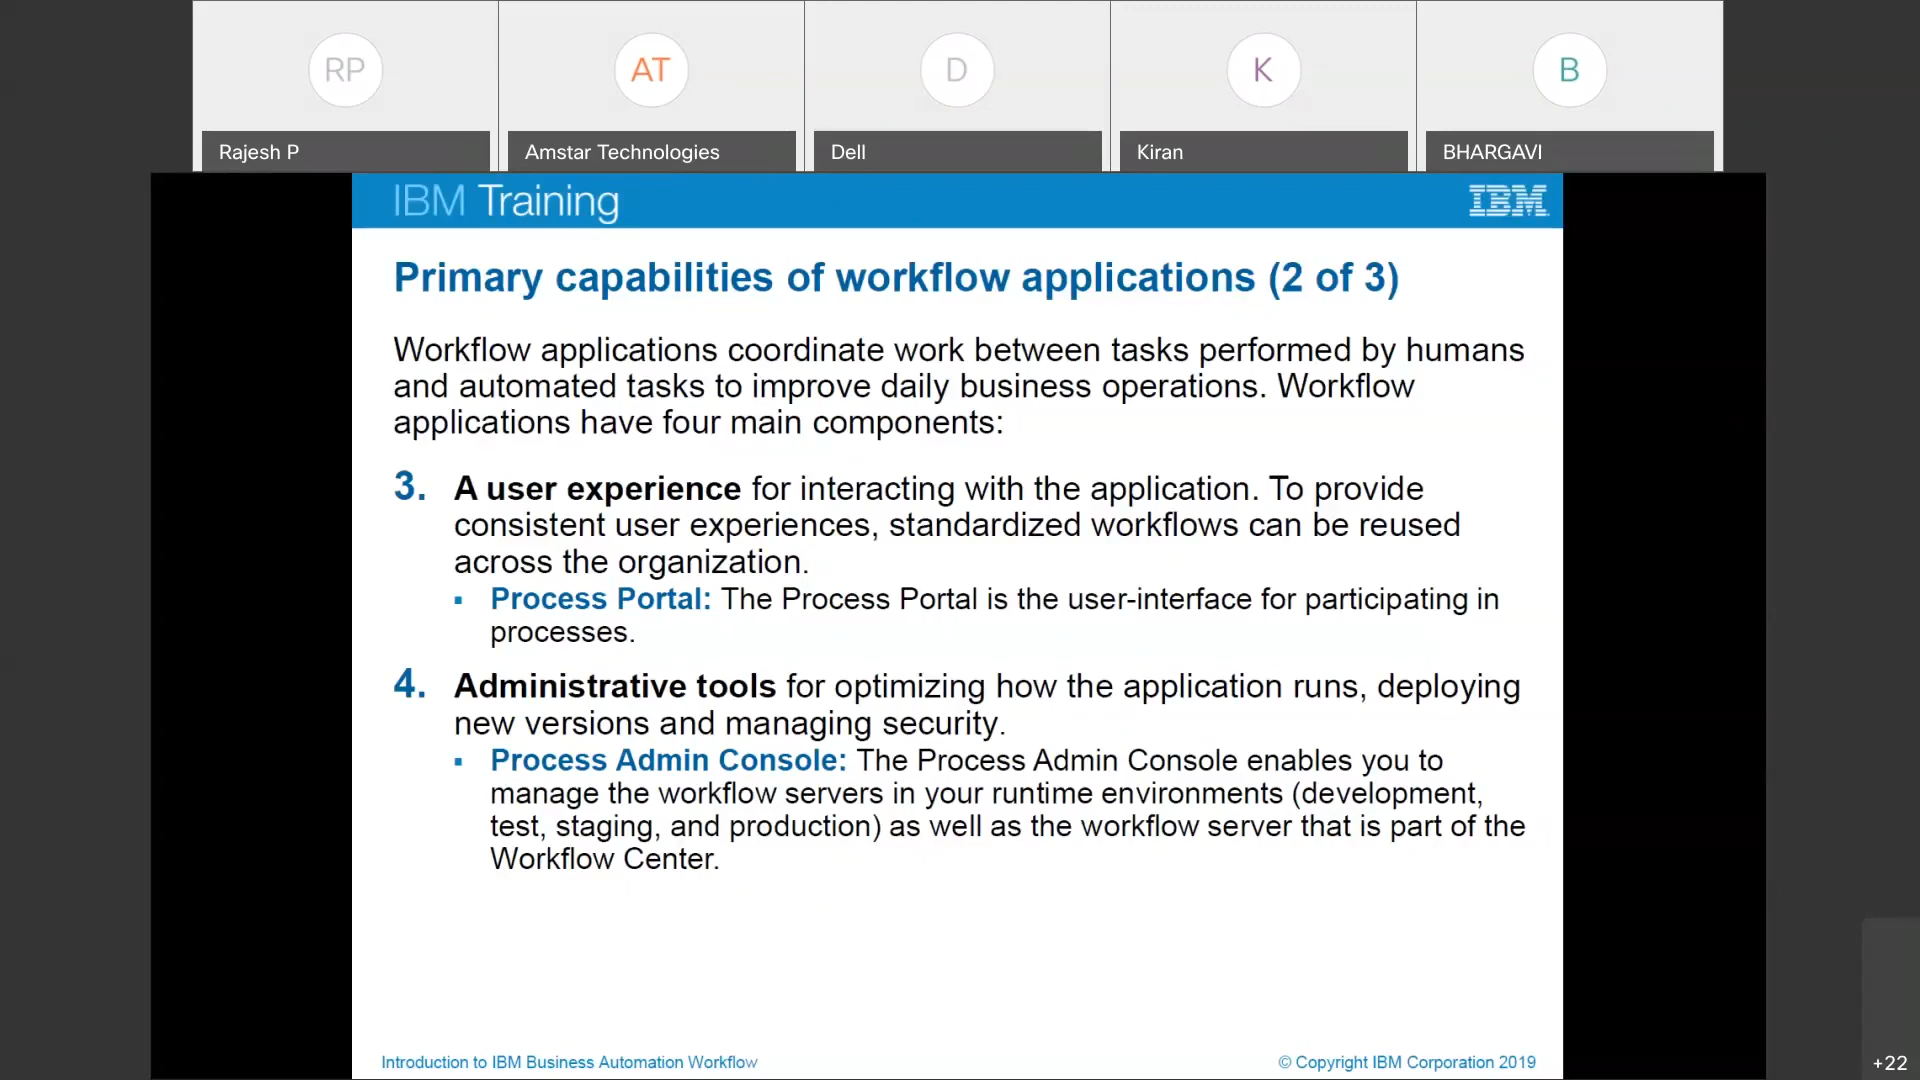 RP
AT
D
K
B
Rajesh P
Amstar Technologies
Dell
Kiran
BHARGAVI
IBM Training
IBM
Primary capabilities of workflow applications (2 of 3)
Workflow applications coordinate work between tasks performed by humans
and automated tasks to improve daily business operations. Workflow
applications have four main components:
3. A user experience for interacting with the application. To provide
consistent user experiences, standardized workflows can be reused
across the organization.
▪ Process Portal: The Process Portal is the user-interface for participating in
processes.
4. Administrative tools for optimizing how the application runs, deploying
new versions and managing security.
▪ Process Admin Console: The Process Admin Console enables you to
manage the workflow servers in your runtime environments (development,
test, staging, and production) as well as the workflow server that is part of the
Workflow Center.
Introduction to IBM Business Automation Workflow
© Copyright IBM Corporation 2019
+22